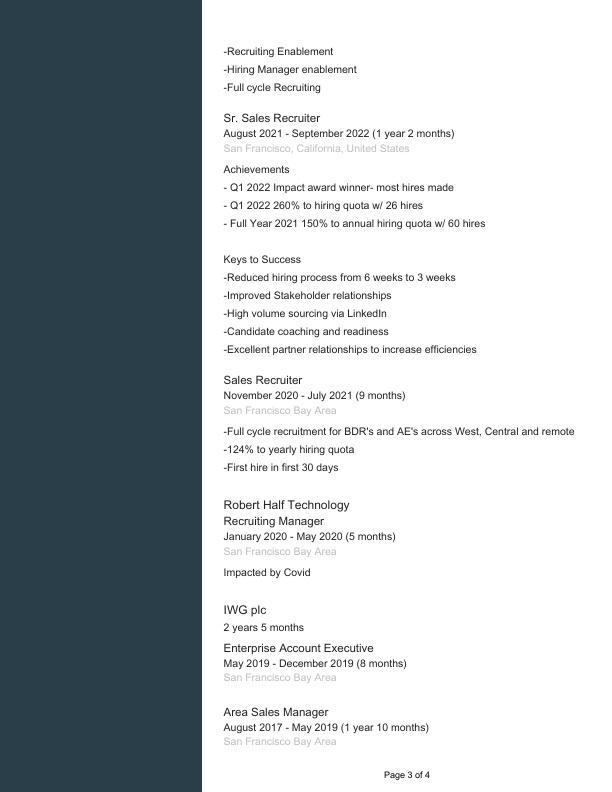 -Recruiting Enablement
-Hiring Manager enablement
-Full cycle Recruiting
Sr. Sales Recruiter
August 2021 - September 2022 (1 year 2 months)
San Francisco, California, United States
Achievements
- Q1 2022 Impact award winner- most hires made
- Q1 2022 260% to hiring quota w/ 26 hires
- Full Year 2021 150% to annual hiring quota w/ 60 hires
Keys to Success
-Reduced hiring process from 6 weeks to 3 weeks
-Improved Stakeholder relationships
-High volume sourcing via LinkedIn
-Candidate coaching and readiness
-Excellent partner relationships to increase efficiencies
Sales Recruiter
November 2020 - July 2021 (9 months)
San Francisco Bay Area
-Full cycle recruitment for BDR's and AE's across West, Central and remote
-124% to yearly hiring quota
-First hire in first 30 days
Robert Half Technology
Recruiting Manager
January 2020 - May 2020 (5 months)
San Francisco Bay Area
Impacted by Covid
IWG plc
2 years 5 months
Enterprise Account Executive
May 2019 - December 2019 (8 months)
San Francisco Bay Area
Area Sales Manager
August 2017 - May 2019 (1 year 10 months)
San Francisco Bay Area
Page 3 of 4